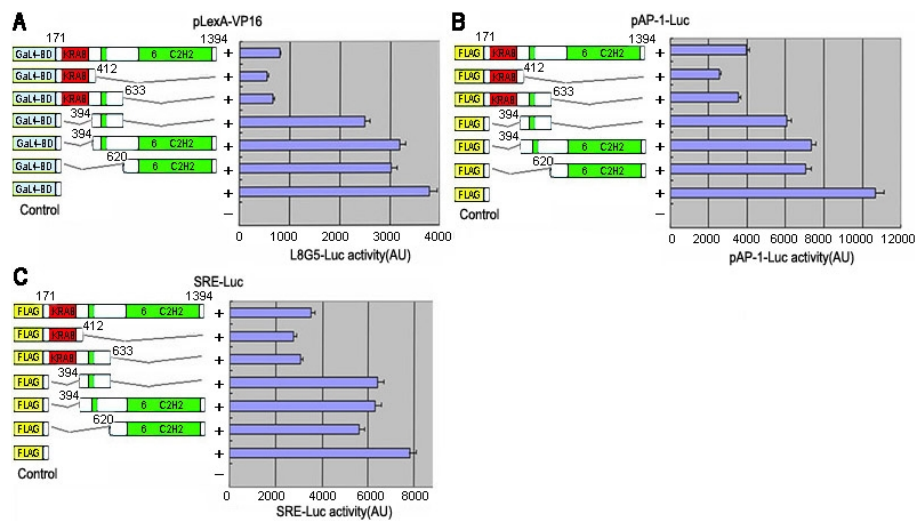 A
pLexA-VP16
171
1394
GaL4-BD KRAB 6 C2H2 +
GaL4-BD KRAB 412 +
GaL4-BD KRAB 633 +
GaL4-BD 394 +
GaL4-BD 394 6 C2H2 +
GaL4-BD 620 6 C2H2 +
GaL4-BD +
Control –
0 1000 2000 3000 4000
L8G5-Luc activity(AU)
B
pAP-1-Luc
171
1394
FLAG KRAB 6 C2H2 +
FLAG KRAB 412 +
FLAG KRAB 633 +
FLAG 394 +
FLAG 394 6 C2H2 +
FLAG 620 6 C2H2 +
FLAG +
Control –
0 2000 4000 6000 8000 10000 12000
pAP-1-Luc activity(AU)
C
SRE-Luc
171
1394
FLAG KRAB 6 C2H2 +
FLAG KRAB 412 +
FLAG KRAB 633 +
FLAG 394 +
FLAG 394 6 C2H2 +
FLAG 620 6 C2H2 +
FLAG +
Control –
0 2000 4000 6000 8000
SRE-Luc activity(AU)